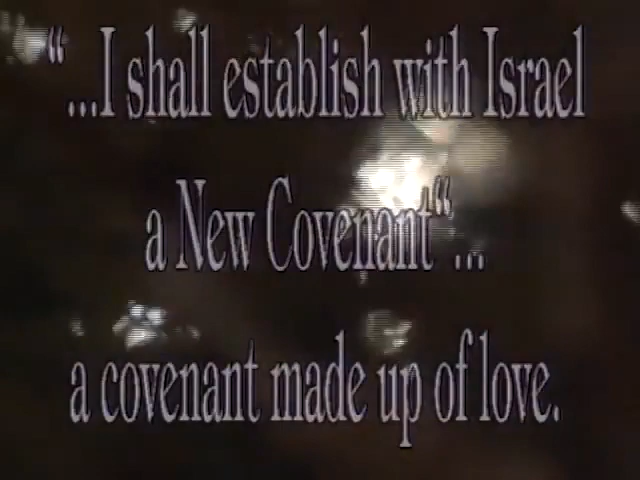 “...I shall establish with Israel
a New Covenant“...
a covenant made up of love.